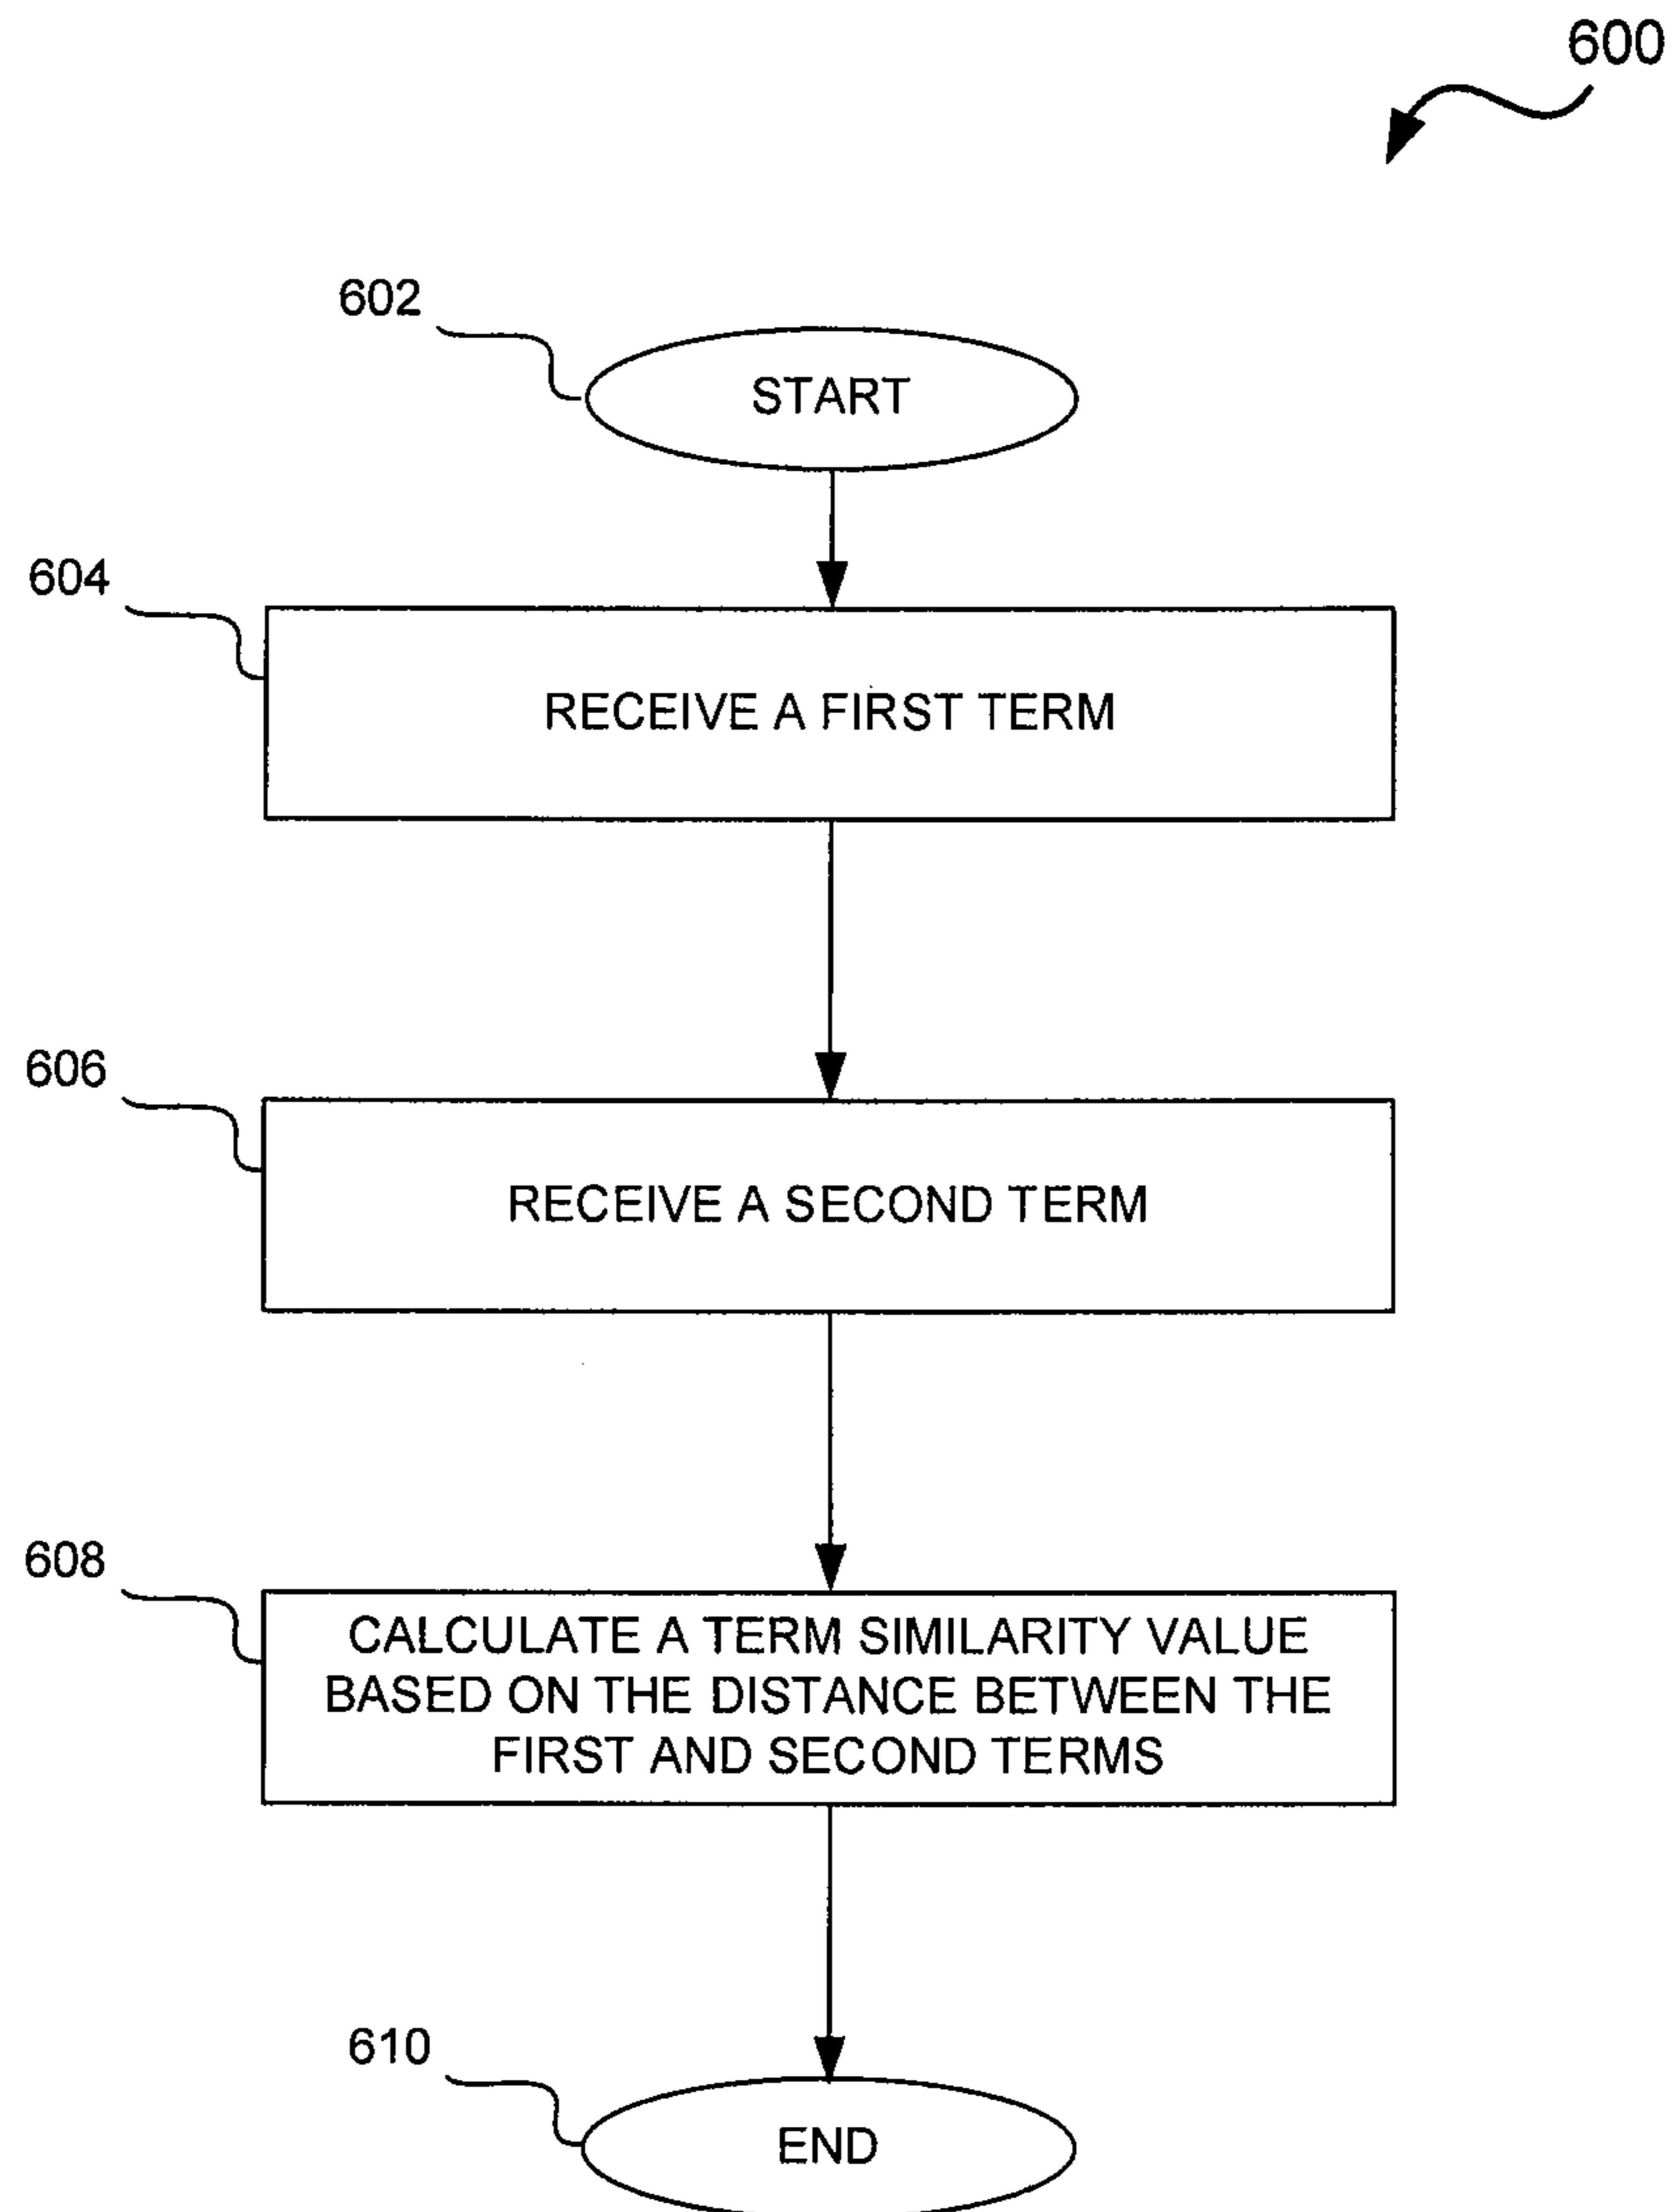 600
602
START
604
RECEIVE A FIRST TERM
606
RECEIVE A SECOND TERM
608
CALCULATE A TERM SIMILARITY VALUE
BASED ON THE DISTANCE BETWEEN THE
FIRST AND SECOND TERMS
610
END